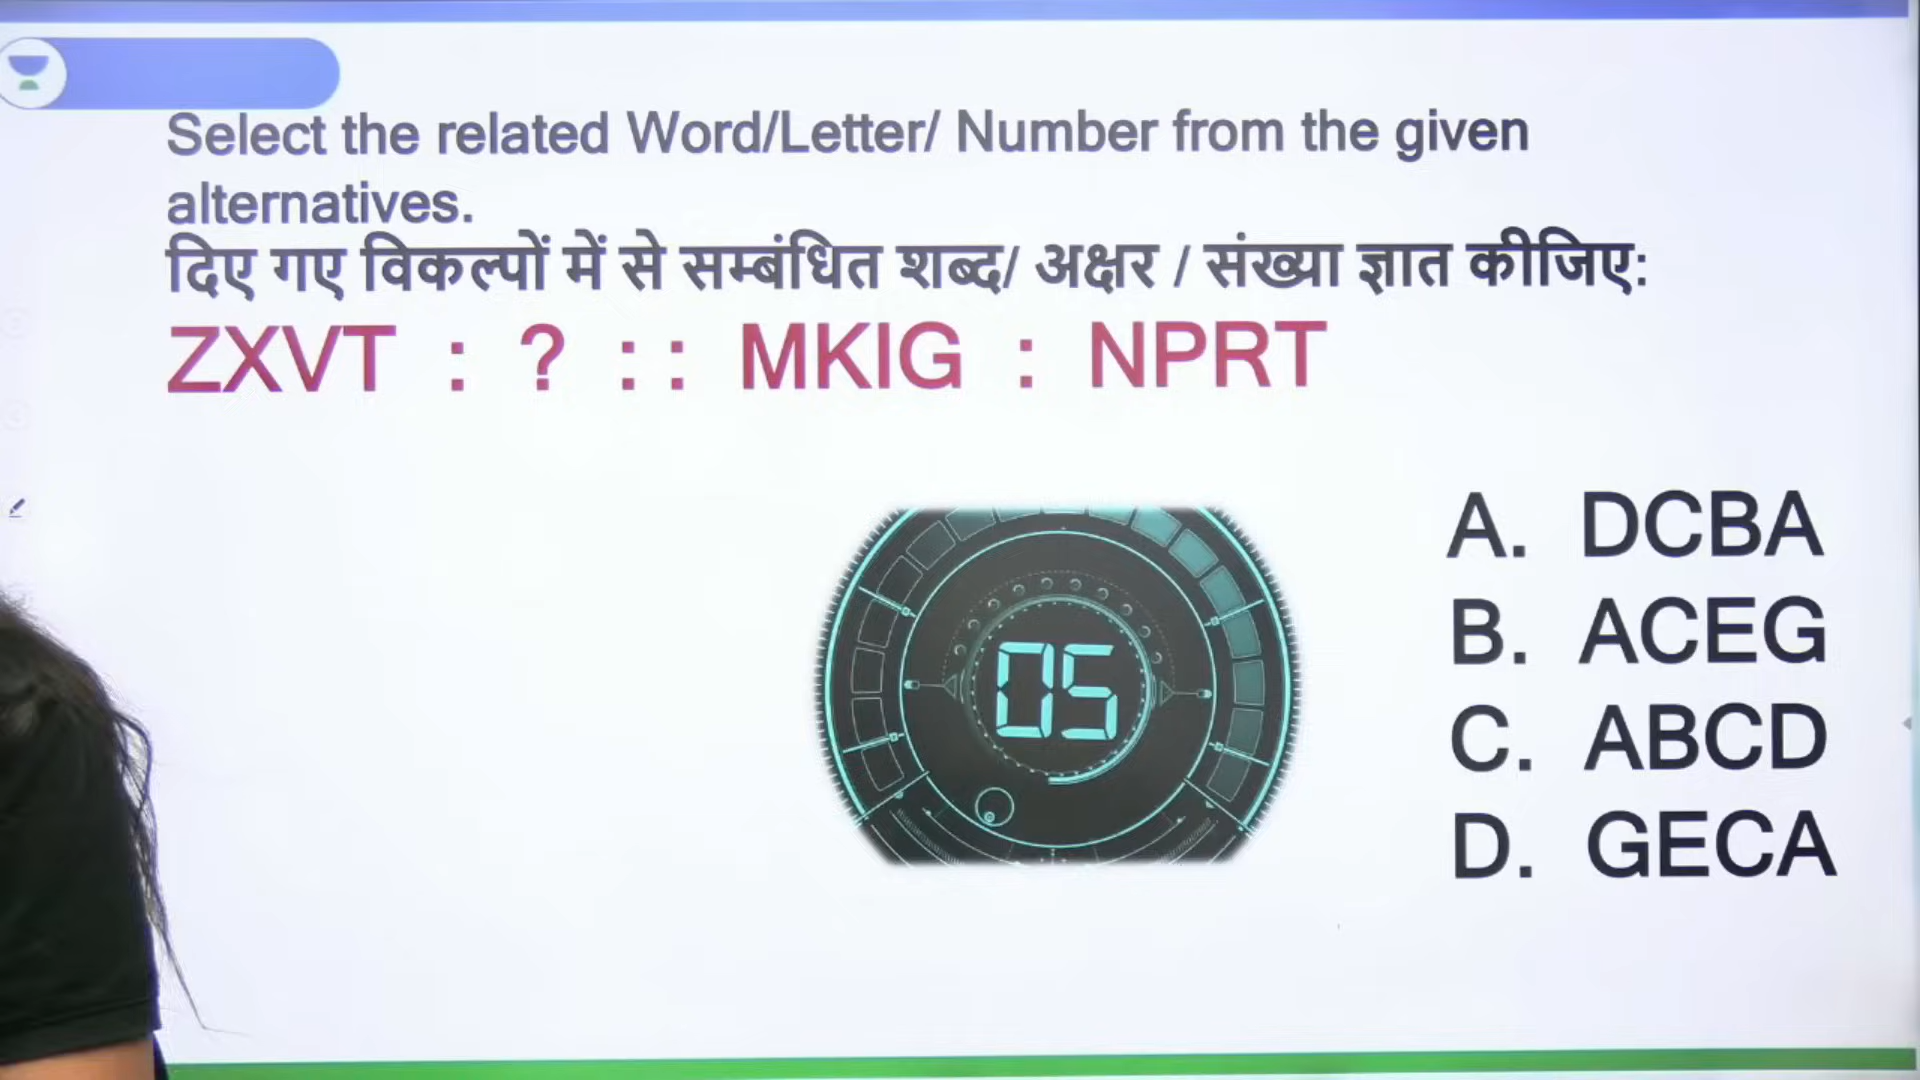 Select the related Word/Letter/ Number from the given
alternatives.
दिए गए विकल्पों में से सम्बंधित शब्द/ अक्षर / संख्या ज्ञात कीजिए:
ZXVT : ? : : MKIG : NPRT
05
A. DCBA
B. ACEG
C. ABCD
D. GECA